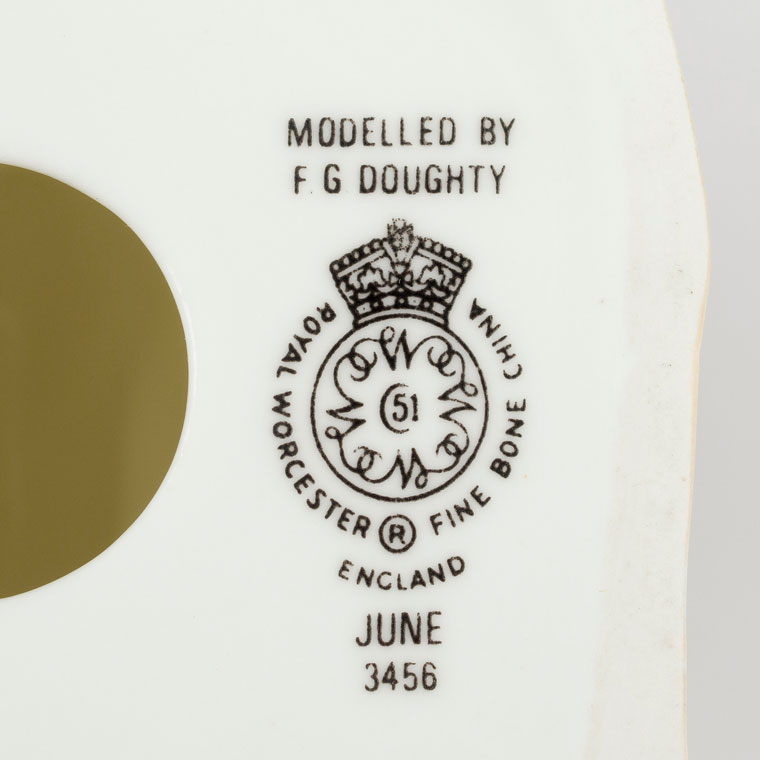 MODELLED BY
F. G. DOUGHTY
ROYAL WORCESTER ® FINE BONE CHINA
51
ENGLAND
JUNE
3456